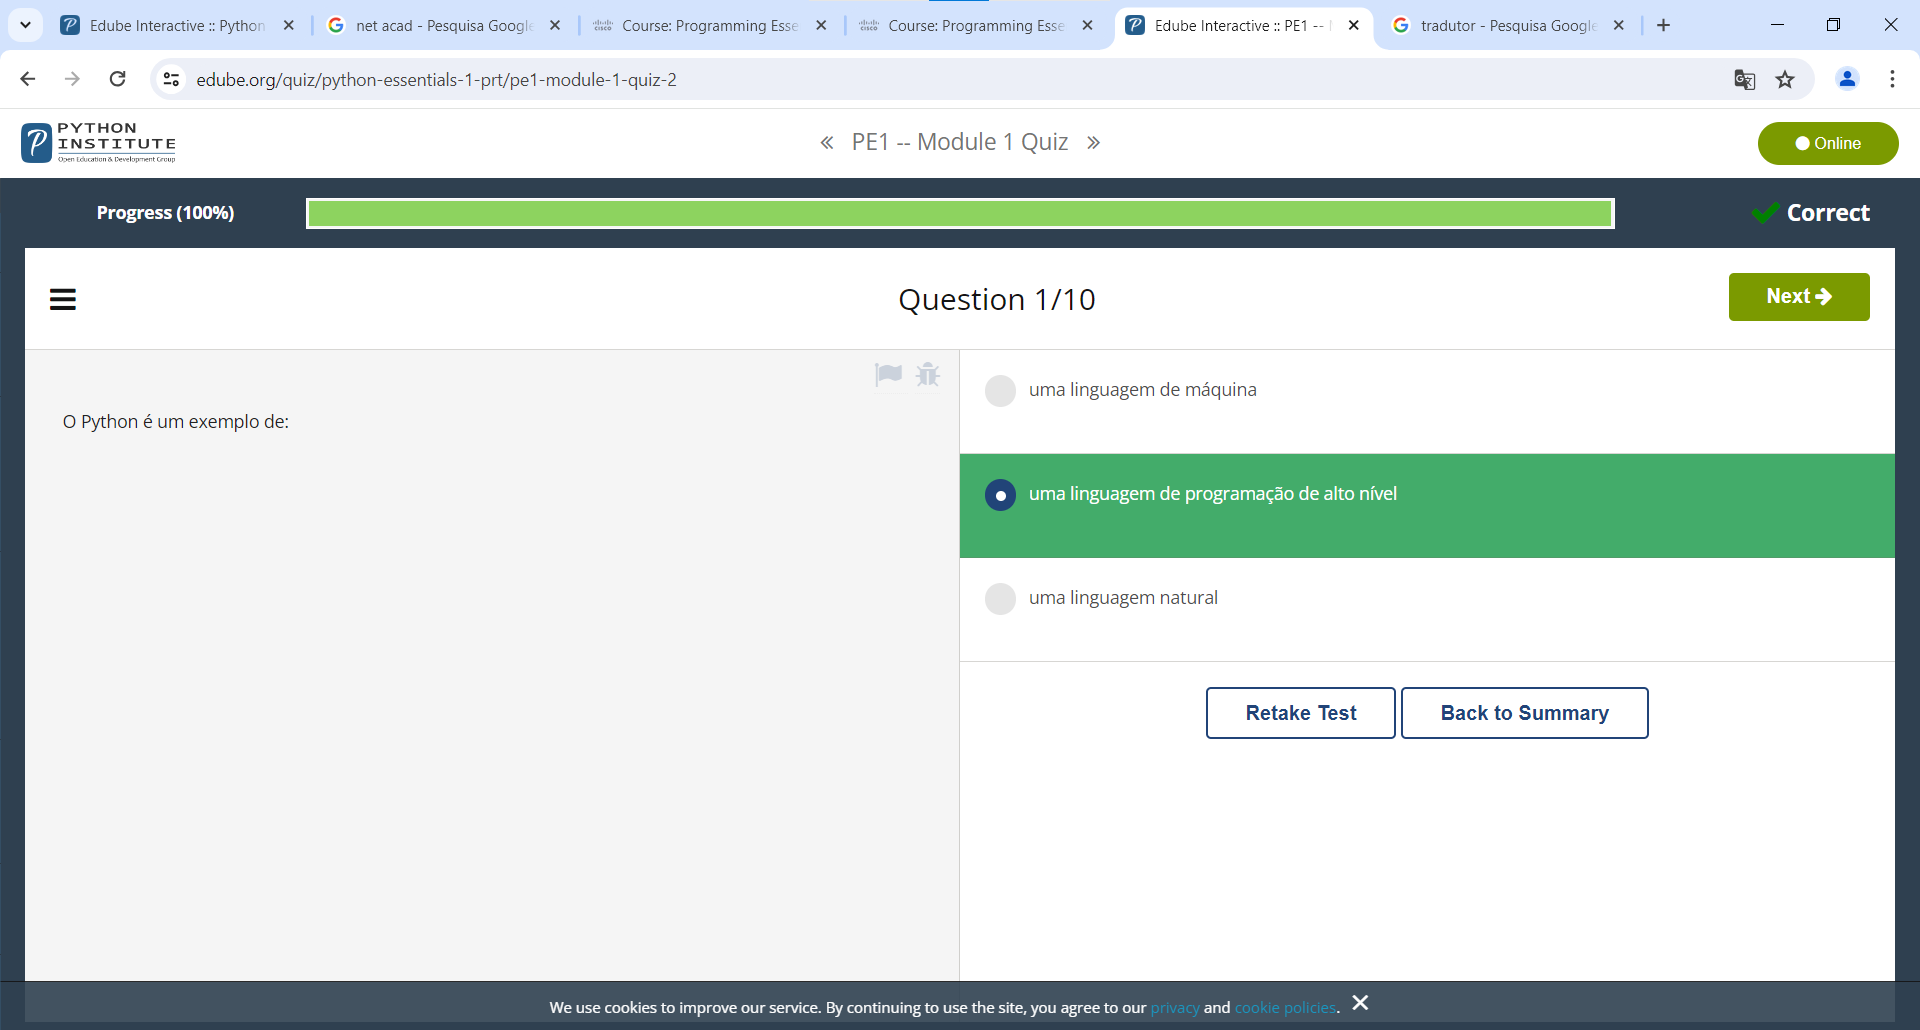 Edube Interactive :: Python
net acad - Pesquisa Google
Course: Programming Esse
Course: Programming Esse
Edube Interactive :: PE1 --
tradutor - Pesquisa Google
edube.org/quiz/python-essentials-1-prt/pe1-module-1-quiz-2
PYTHON
INSTITUTE
Open Education & Development Group
« PE1 -- Module 1 Quiz »
Online
Progress (100%)
Correct
Question 1/10
Next
O Python é um exemplo de:
uma linguagem de máquina
uma linguagem de programação de alto nível
uma linguagem natural
Retake Test
Back to Summary
We use cookies to improve our service. By continuing to use the site, you agree to our privacy and cookie policies.